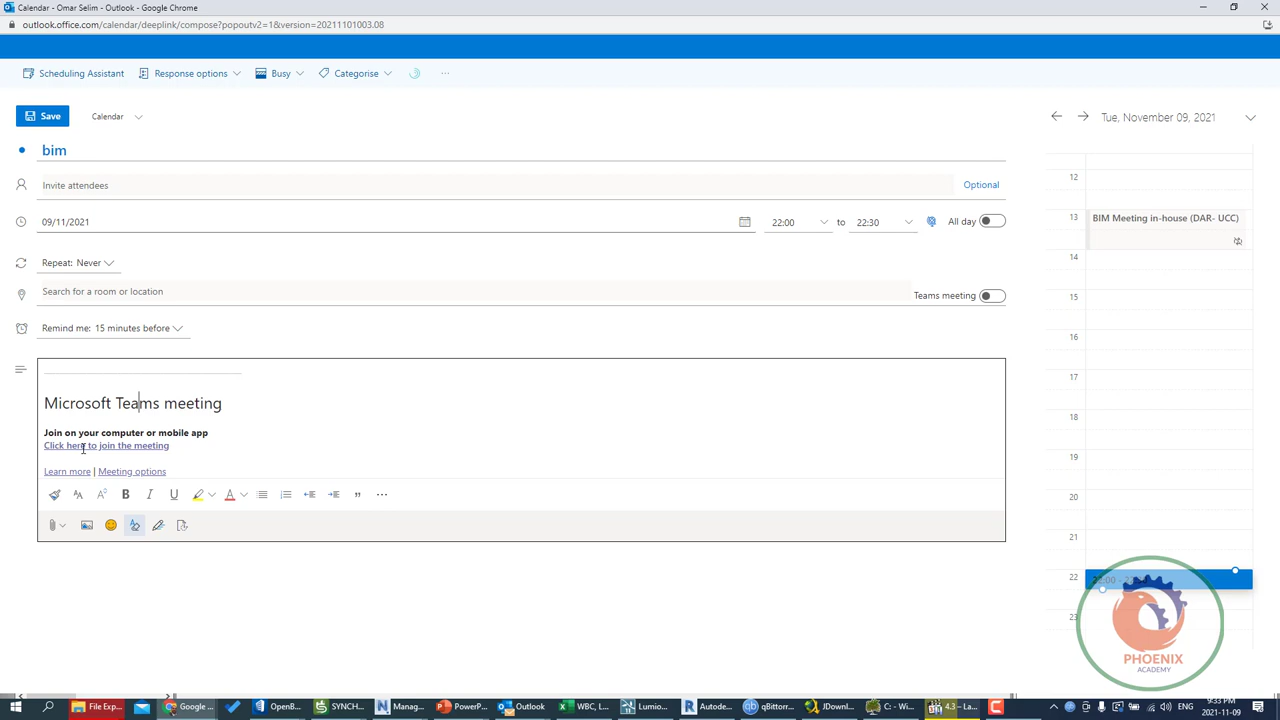 Calendar - Omar Selim - Outlook - Google Chrome
outlook.office.com/calendar/deeplink/compose?popoutv2=1&version=20211101003.08
Scheduling Assistant Response options Busy Categorise ...
Save Calendar
Tue, November 09, 2021
bim
Invite attendees Optional
09/11/2021 22:00 to 22:30 All day
Repeat: Never
Search for a room or location Teams meeting
Remind me: 15 minutes before
Microsoft Teams meeting
Join on your computer or mobile app
Click here to join the meeting
Learn more | Meeting options
12
13 BIM Meeting in-house (DAR- UCC)
14
15
16
17
18
19
20
21
22
23
PHOENIX
ACADEMY
File Exp... Google ... OpenB... SYNCH... Manag... PowerP... Outlook WBC, L... Lumio... Autode... qBittorr... JDownl... C: - Wi... 4.3 – La...
9:33 PM
2021-11-09